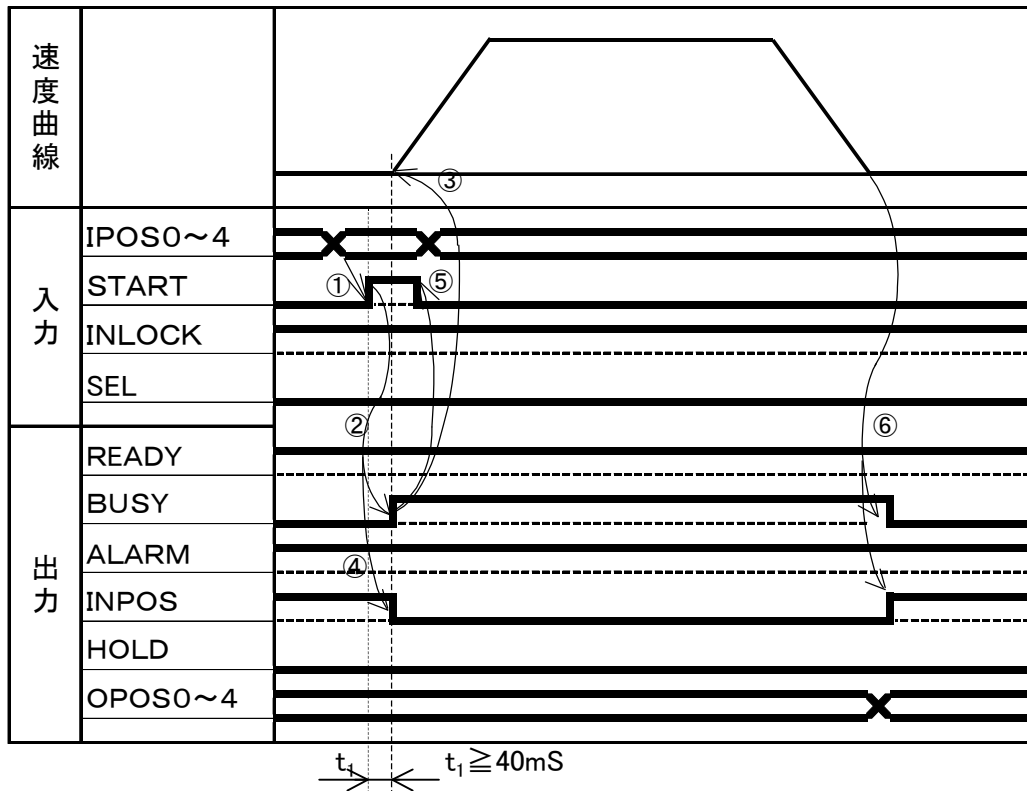 速度曲線
③
IPOS0～4
START
①
⑤
INLOCK
SEL
入力
②
⑥
READY
BUSY
ALARM
④
INPOS
HOLD
OPOS0～4
出力
t₁
t₁≧40mS